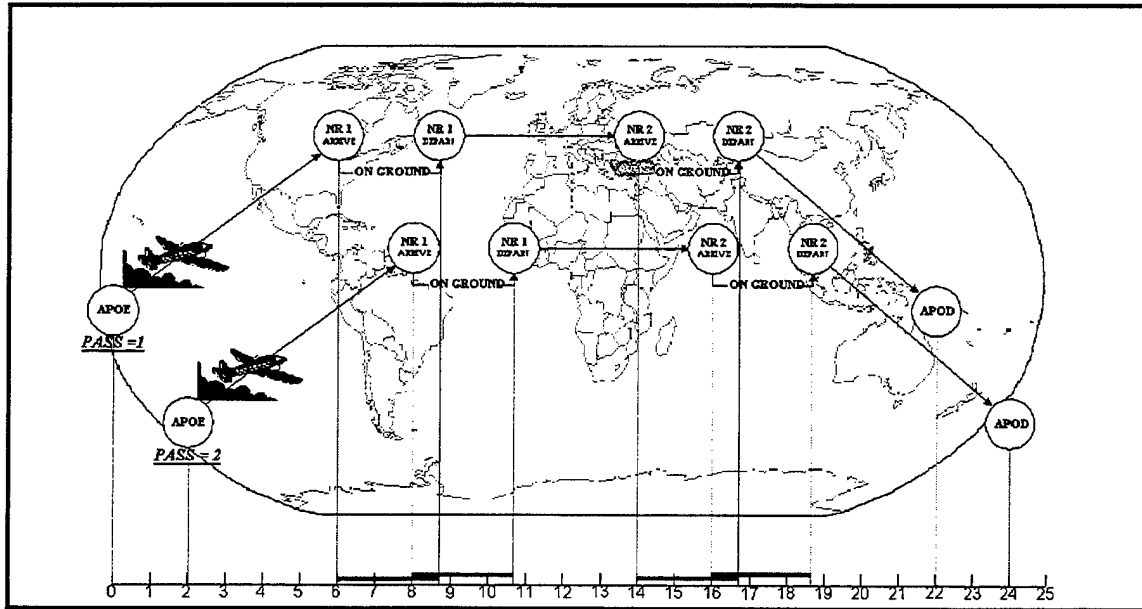 NR 1
ARRIVE
NR 1
DEPART
NR 2
ARRIVE
NR 2
DEPART
ON GROUND
ON GROUND
NR 1
ARRIVE
NR 1
DEPART
NR 2
ARRIVE
NR 2
DEPART
ON GROUND
ON GROUND
APOE
PASS =1
APOD
APOE
PASS = 2
APOD
0 1 2 3 4 5 6 7 8 9 10 11 12 13 14 15 16 17 18 19 20 21 22 23 24 25